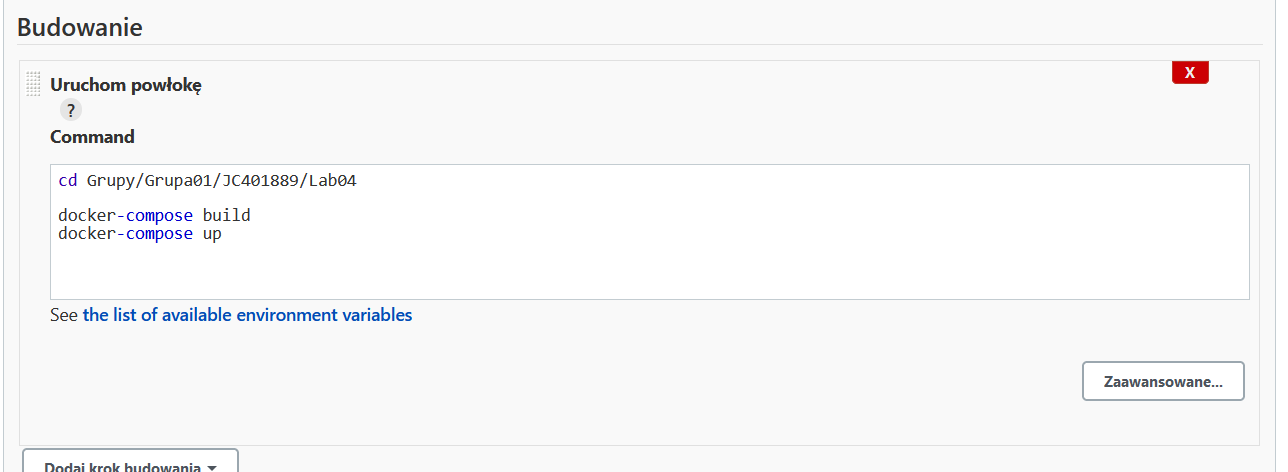 Budowanie
Uruchom powłokę
X
?
Command
cd Grupy/Grupa01/JC401889/Lab04
docker-compose build
docker-compose up
See the list of available environment variables
Zaawansowane...
Dodaj krok budowania